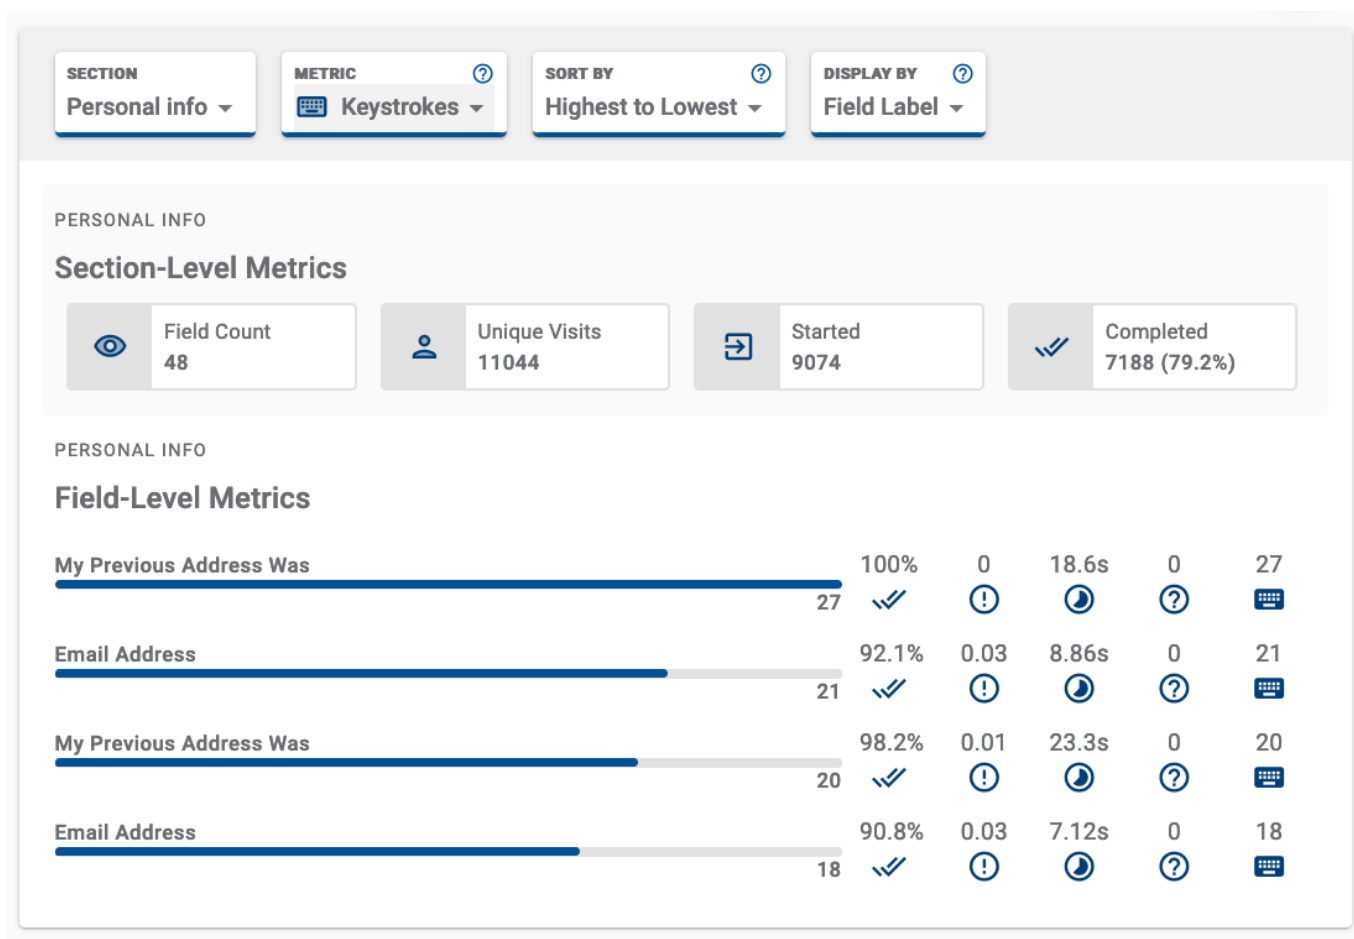 SECTION
Personal info
METRIC
Keystrokes
SORT BY
Highest to Lowest
DISPLAY BY
Field Label
PERSONAL INFO
Section-Level Metrics
Field Count
48
Unique Visits
11044
Started
9074
Completed
7188 (79.2%)
PERSONAL INFO
Field-Level Metrics
My Previous Address Was
27
100% 0 18.6s 0 27
Email Address
21
92.1% 0.03 8.86s 0 21
My Previous Address Was
20
98.2% 0.01 23.3s 0 20
Email Address
18
90.8% 0.03 7.12s 0 18